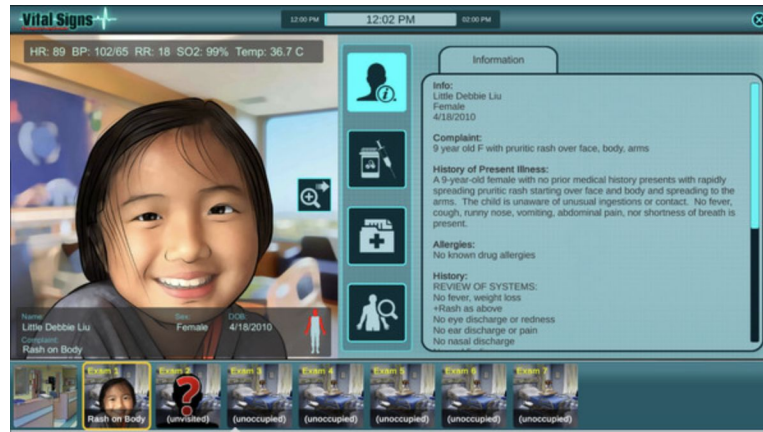 Vital Signs
12:00 PM
12:02 PM
02:00 PM
HR: 89 BP: 102/65 RR: 18 SO2: 99% Temp: 36.7 C
Information
Info:
Little Debbie Liu
Female
4/18/2010
Complaint:
9 year old F with pruritic rash over face, body, arms
History of Present Illness:
A 9-year-old female with no prior medical history presents with rapidly
spreading pruritic rash starting over face and body and spreading to the
arms. The child is unaware of unusual ingestions or contact. No fever,
cough, runny nose, vomiting, abdominal pain, nor shortness of breath is
present.
Allergies:
No known drug allergies
History:
REVIEW OF SYSTEMS:
No fever, weight loss
+Rash as above
No eye discharge or redness
No ear discharge or pain
No nasal discharge
Name:
Little Debbie Liu
Sex:
Female
DOB:
4/18/2010
Complaint:
Rash on Body
Exam 1
Rash on Body
Exam 2
?
(unvisited)
Exam 3
(unoccupied)
Exam 4
(unoccupied)
Exam 5
(unoccupied)
Exam 6
(unoccupied)
Exam 7
(unoccupied)